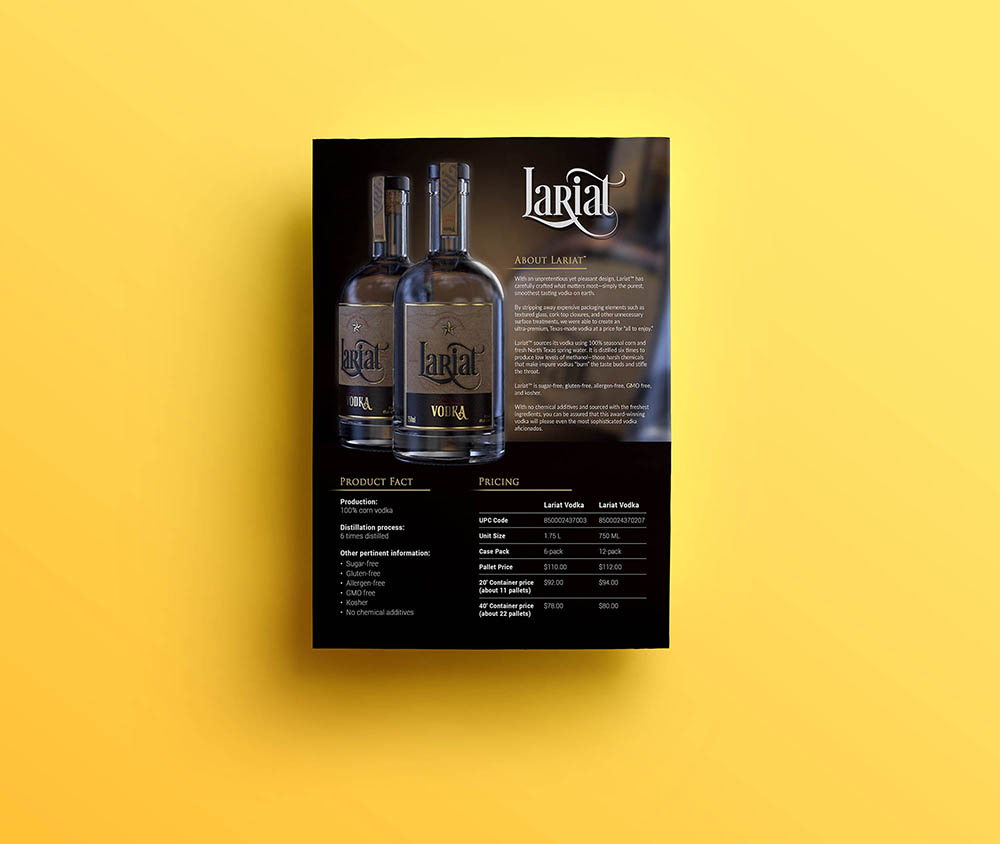 Lariat
About Lariat™
With an unpretentious yet pleasant design, Lariat™ has
carefully crafted what matters most—simply the purest,
smoothest tasting vodka on earth.
By stripping away expensive packaging elements such as
textured glass, cork top closures, and other unnecessary
surface treatments, we were able to create an
ultra-premium, Texas-made vodka at a price for "all to enjoy."
Lariat™ sources its vodka using 100% seasonal corn and
fresh North Texas spring water. It is distilled six times to
produce low levels of methanol—those harsh chemicals
that make impure vodkas "burn" the taste buds and stifle
the throat.
Lariat™ is sugar-free, gluten-free, allergen-free, GMO free,
and kosher.
With no chemical additives and sourced with the freshest
ingredients, you can be assured that this award-winning
vodka will please even the most sophisticated vodka
aficionados.
Lariat
VODKA
Lariat
VODKA
750ml
Product Fact
Production:
100% corn vodka
Distillation process:
6 times distilled
Other pertinent information:
• Sugar-free
• Gluten-free
• Allergen-free
• GMO free
• Kosher
• No chemical additives
Pricing
Lariat Vodka Lariat Vodka
UPC Code 850002437003 8500024370207
Unit Size 1.75 L 750 ML
Case Pack 6-pack 12-pack
Pallet Price $110.00 $112.00
20' Container price $92.00 $94.00
(about 11 pallets)
40' Container price $78.00 $80.00
(about 22 pallets)